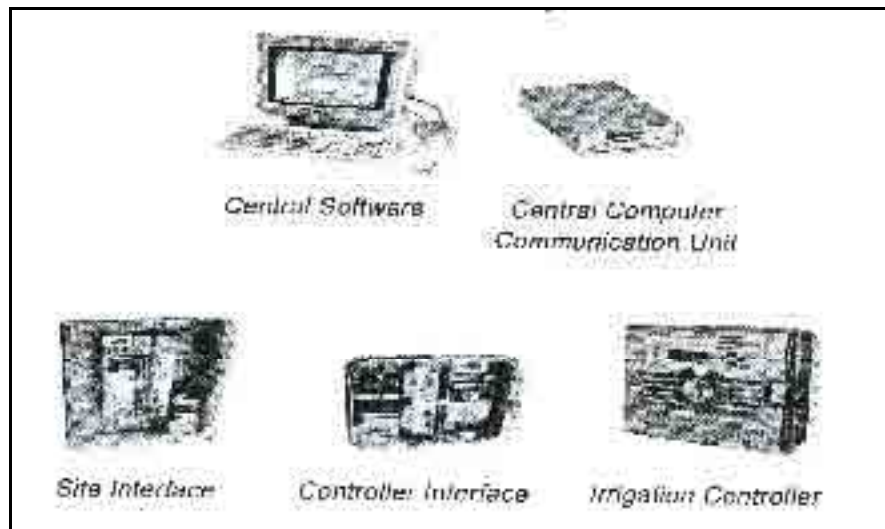 Central Software
Central Computer
Communication Unit
Site Interface
Controller Interface
Irrigation Controller